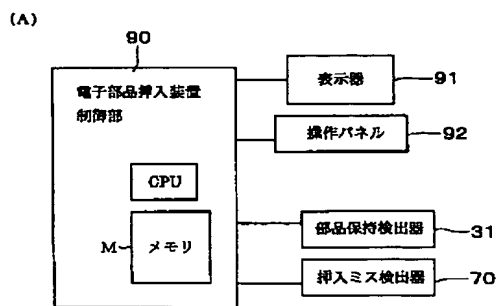 (A)
90
電子部品挿入装置
制御部
CPU
M
メモリ
表示器
91
操作パネル
92
部品保持検出器
31
挿入ミス検出器
70